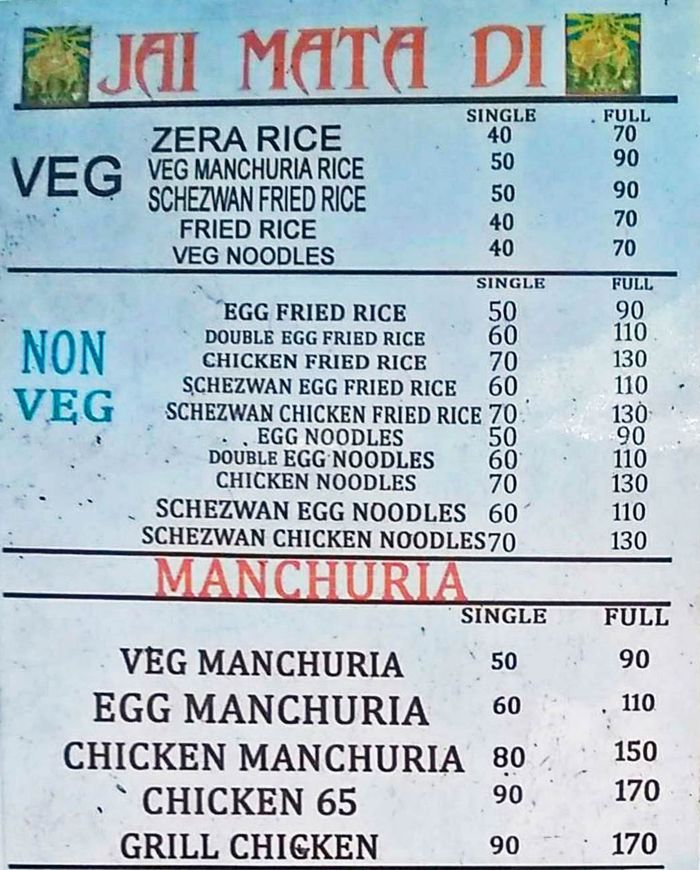 JAI MATA DI
SINGLE FULL
VEG
ZERA RICE 40 70
VEG MANCHURIA RICE 50 90
SCHEZWAN FRIED RICE 50 90
FRIED RICE 40 70
VEG NOODLES 40 70
SINGLE FULL
NON VEG
EGG FRIED RICE 50 90
DOUBLE EGG FRIED RICE 60 110
CHICKEN FRIED RICE 70 130
SCHEZWAN EGG FRIED RICE 60 110
SCHEZWAN CHICKEN FRIED RICE 70 130
EGG NOODLES 50 90
DOUBLE EGG NOODLES 60 110
CHICKEN NOODLES 70 130
SCHEZWAN EGG NOODLES 60 110
SCHEZWAN CHICKEN NOODLES 70 130
MANCHURIA
SINGLE FULL
VEG MANCHURIA 50 90
EGG MANCHURIA 60 110
CHICKEN MANCHURIA 80 150
CHICKEN 65 90 170
GRILL CHICKEN 90 170